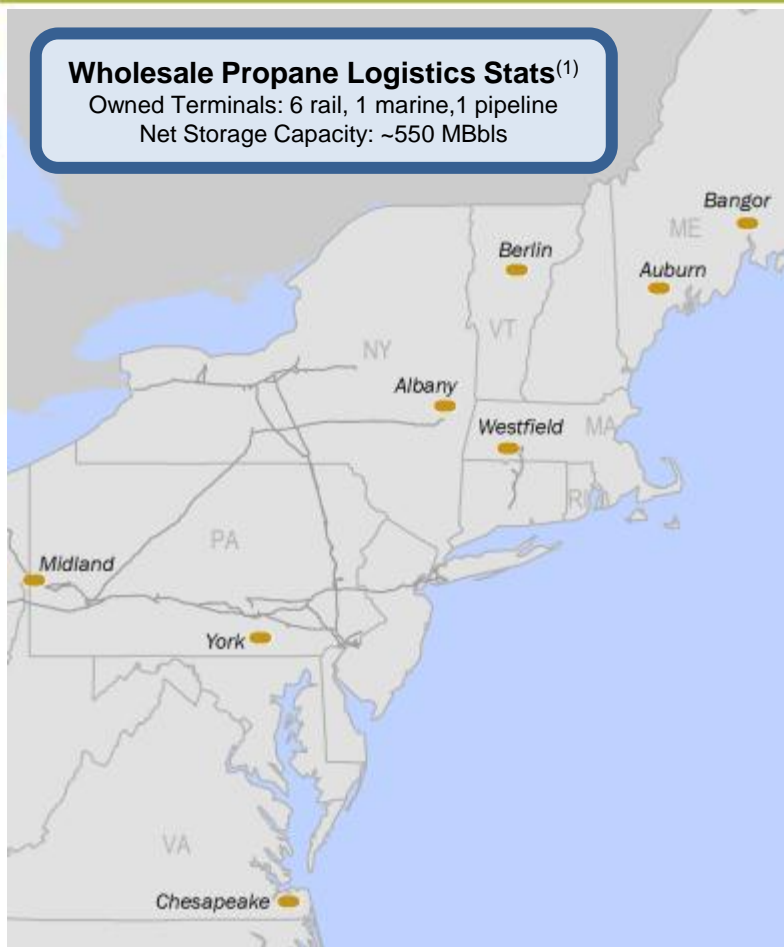 Wholesale Propane Logistics Stats(1)
Owned Terminals: 6 rail, 1 marine,1 pipeline
Net Storage Capacity: ~550 MBbls
Bangor
ME
Berlin
Auburn
VT
NY
Albany
Westfield
MA
RI
PA
Midland
York
VA
Chesapeake